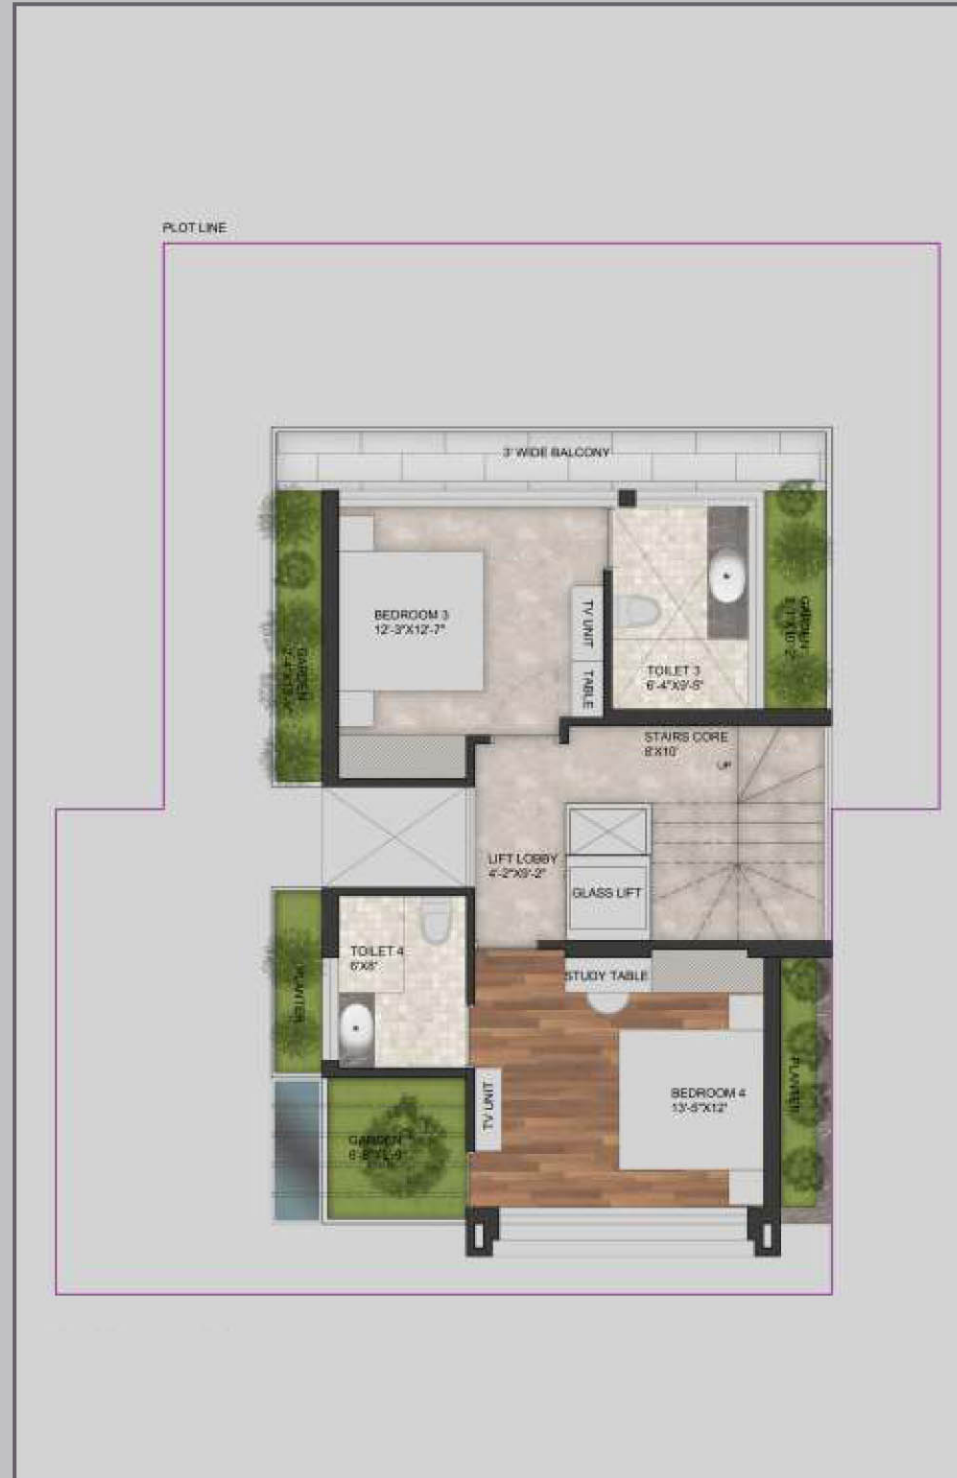 PLOT LINE
3' WIDE BALCONY
BEDROOM 3
12'-3"X12'-7"
TV UNIT
TABLE
TOILET 3
6'-4"X9'-5"
GARDEN
GARDEN
STAIRS CORE
8'X10'
UP
LIFT LOBBY
4'-2"X9'-2"
GLASS LIFT
TOILET 4
6'X8'
PLANTER
STUDY TABLE
BEDROOM 4
13'-5"X12'
TV UNIT
PLANTER
GARDEN